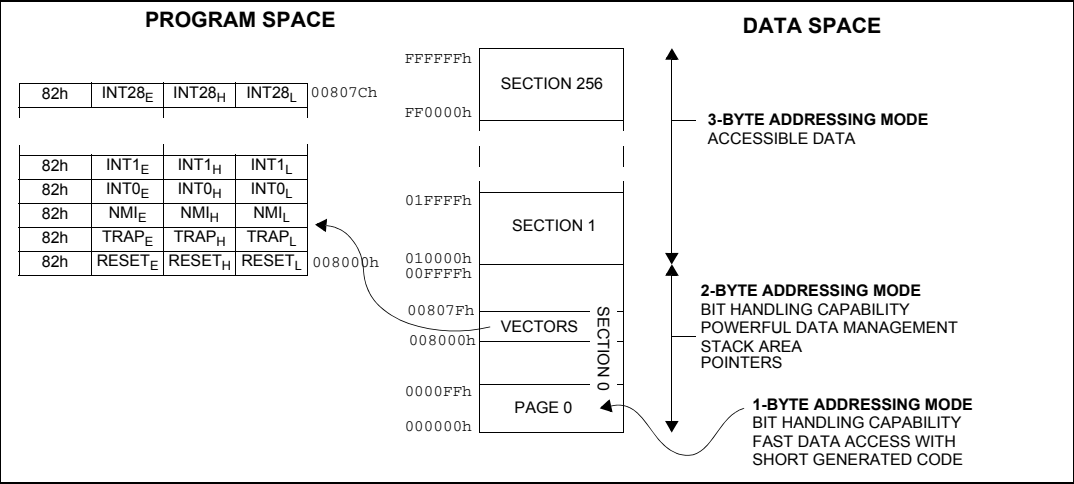 PROGRAM SPACE
82h INT28E INT28H INT28L 00807Ch
82h INT1E INT1H INT1L
82h INT0E INT0H INT0L
82h NMIE NMIH NMIL
82h TRAPE TRAPH TRAPL
82h RESETE RESETH RESETL 008000h
DATA SPACE
FFFFFFh
SECTION 256
FF0000h
01FFFFh
SECTION 1
010000h
00FFFFh
00807Fh
VECTORS
008000h
SECTION 0
0000FFh
PAGE 0
000000h
3-BYTE ADDRESSING MODE
ACCESSIBLE DATA
2-BYTE ADDRESSING MODE
BIT HANDLING CAPABILITY
POWERFUL DATA MANAGEMENT
STACK AREA
POINTERS
1-BYTE ADDRESSING MODE
BIT HANDLING CAPABILITY
FAST DATA ACCESS WITH
SHORT GENERATED CODE